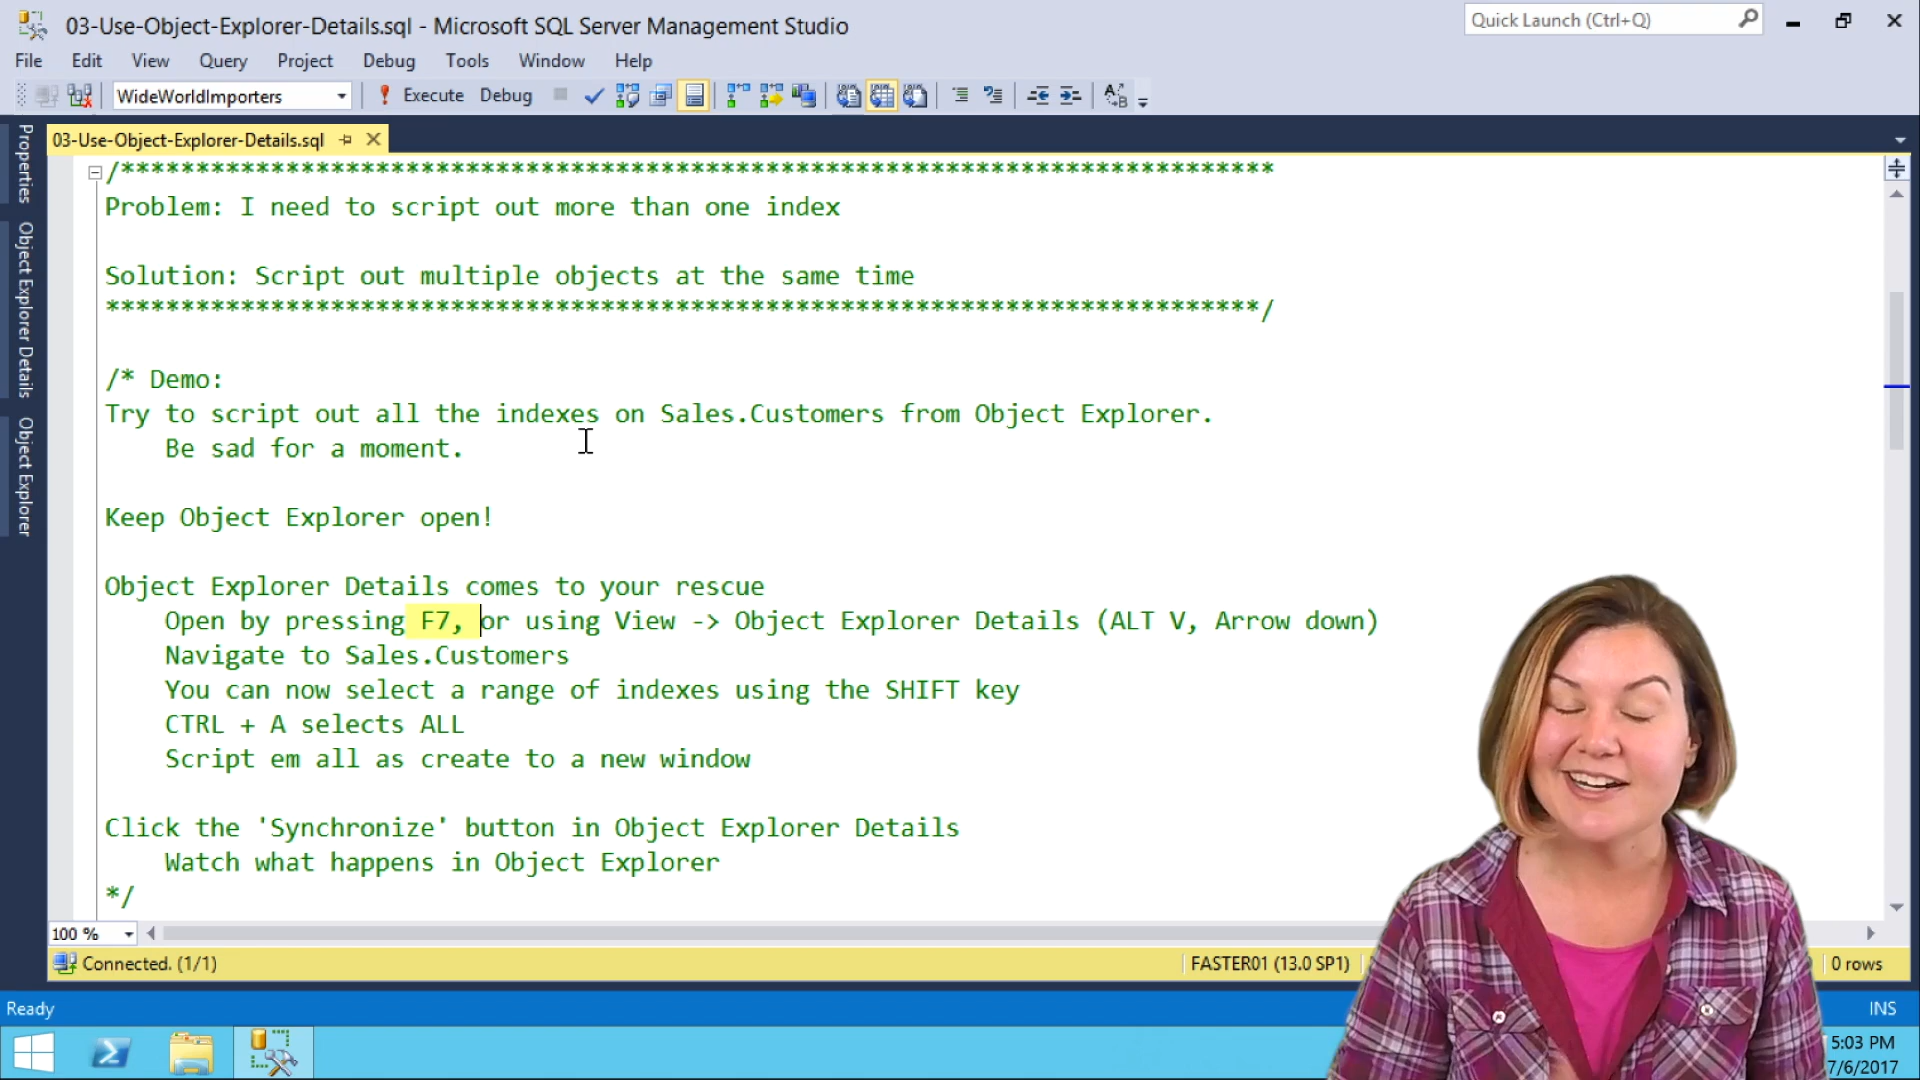 03-Use-Object-Explorer-Details.sql - Microsoft SQL Server Management Studio
Quick Launch (Ctrl+Q)
File Edit View Query Project Debug Tools Window Help
WideWorldImporters
Execute Debug
Properties
Object Explorer Details
Object Explorer
03-Use-Object-Explorer-Details.sql
/*****************************************************************************
Problem: I need to script out more than one index
Solution: Script out multiple objects at the same time
*****************************************************************************/
/* Demo:
Try to script out all the indexes on Sales.Customers from Object Explorer.
Be sad for a moment.
Keep Object Explorer open!
Object Explorer Details comes to your rescue
Open by pressing F7, or using View -> Object Explorer Details (ALT V, Arrow down)
Navigate to Sales.Customers
You can now select a range of indexes using the SHIFT key
CTRL + A selects ALL
Script em all as create to a new window
Click the 'Synchronize' button in Object Explorer Details
Watch what happens in Object Explorer
*/
100 %
Connected. (1/1)
FASTER01 (13.0 SP1)
0 rows
Ready
INS
5:03 PM
7/6/2017